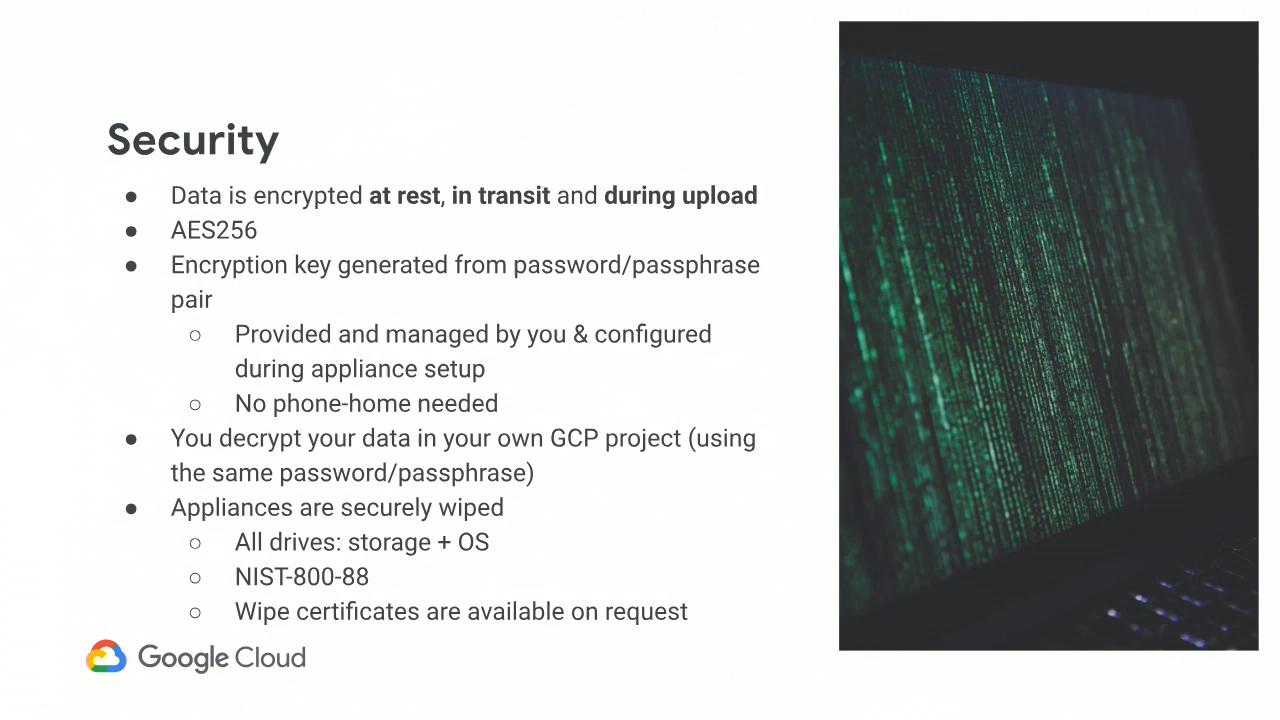 Security
● Data is encrypted at rest, in transit and during upload
● AES256
● Encryption key generated from password/passphrase
pair
○ Provided and managed by you & configured
during appliance setup
○ No phone-home needed
● You decrypt your data in your own GCP project (using
the same password/passphrase)
● Appliances are securely wiped
○ All drives: storage + OS
○ NIST-800-88
○ Wipe certificates are available on request
Google Cloud